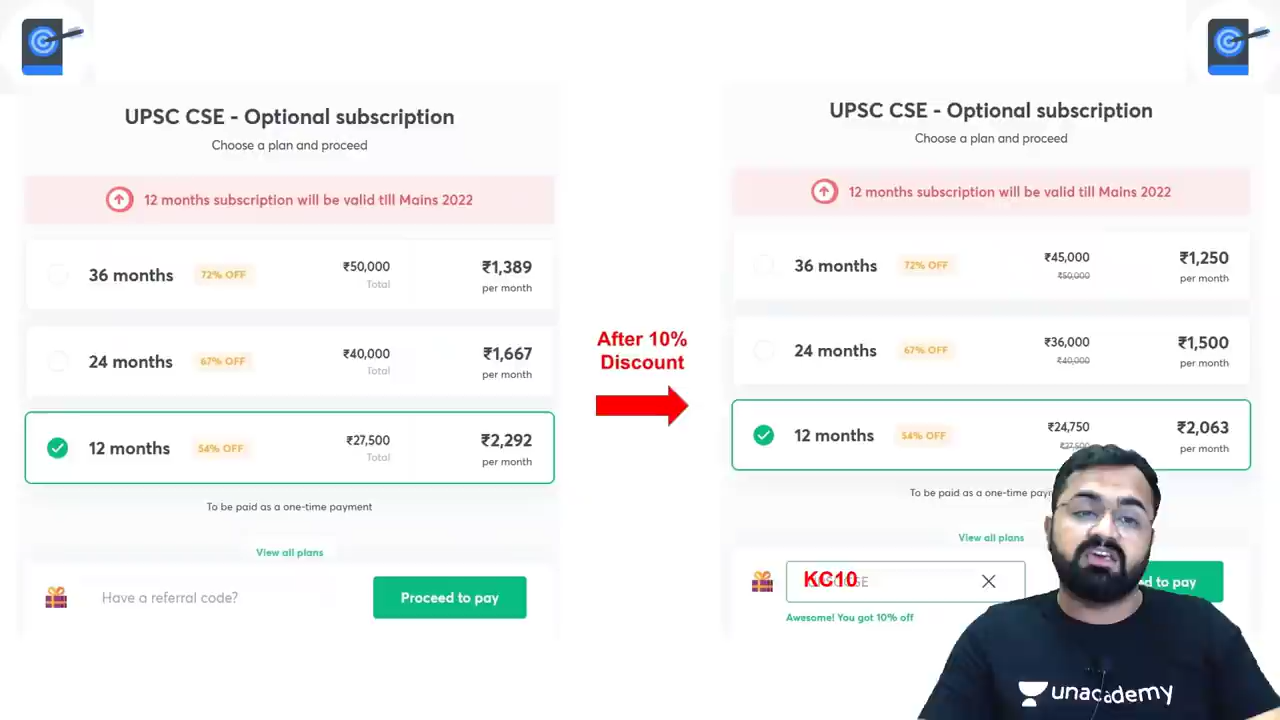 UPSC CSE - Optional subscription
Choose a plan and proceed
12 months subscription will be valid till Mains 2022
36 months 72% OFF ₹50,000 ₹1,389
Total per month
24 months 67% OFF ₹40,000 ₹1,667
Total per month
12 months 54% OFF ₹27,500 ₹2,292
Total per month
To be paid as a one-time payment
View all plans
Have a referral code? Proceed to pay
After 10%
Discount
UPSC CSE - Optional subscription
Choose a plan and proceed
12 months subscription will be valid till Mains 2022
36 months 72% OFF ₹45,000 ₹1,250
₹50,000 per month
24 months 67% OFF ₹36,000 ₹1,500
₹40,000 per month
12 months 54% OFF ₹24,750 ₹2,063
₹27,500 per month
To be paid as a one-time
View all plans
KC10 d to pay
Awesome! You got 10% off
unacademy